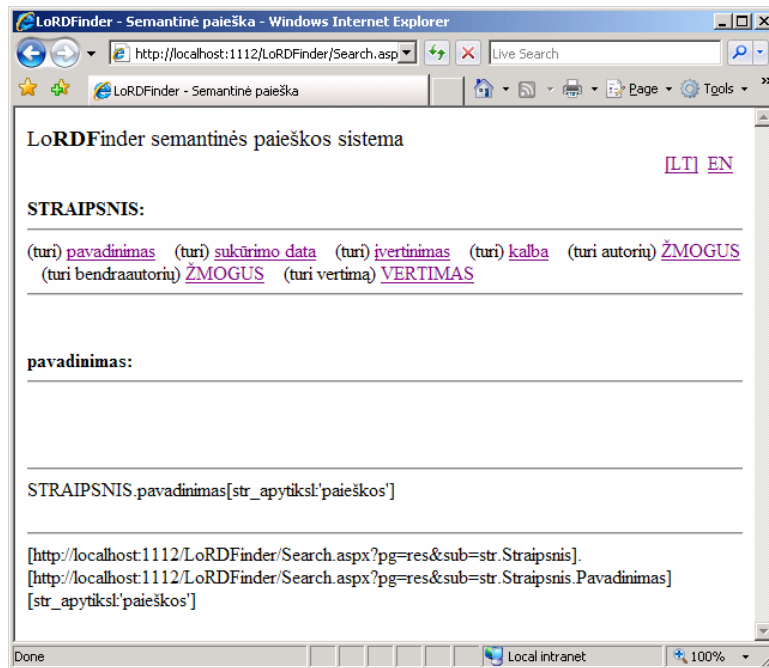 LoRDFinder - Semantinė paieška - Windows Internet Explorer
http://localhost:1112/LoRDFinder/Search.asp
Live Search
LoRDFinder - Semantinė paieška
Page
Tools
»
LoRDFinder semantinės paieškos sistema
[LT] EN
STRAIPSNIS:
(turi) pavadinimas (turi) sukūrimo data (turi) įvertinimas (turi) kalba (turi autorių) ŽMOGUS
(turi bendraautorių) ŽMOGUS (turi vertimą) VERTIMAS
pavadinimas:
STRAIPSNIS.pavadinimas[str_apytiksl:'paieškos']
[http://localhost:1112/LoRDFinder/Search.aspx?pg=res&sub=str.Straipsnis].
[http://localhost:1112/LoRDFinder/Search.aspx?pg=res&sub=str.Straipsnis.Pavadinimas]
[str_apytiksl:'paieškos']
Done
Local intranet
100%